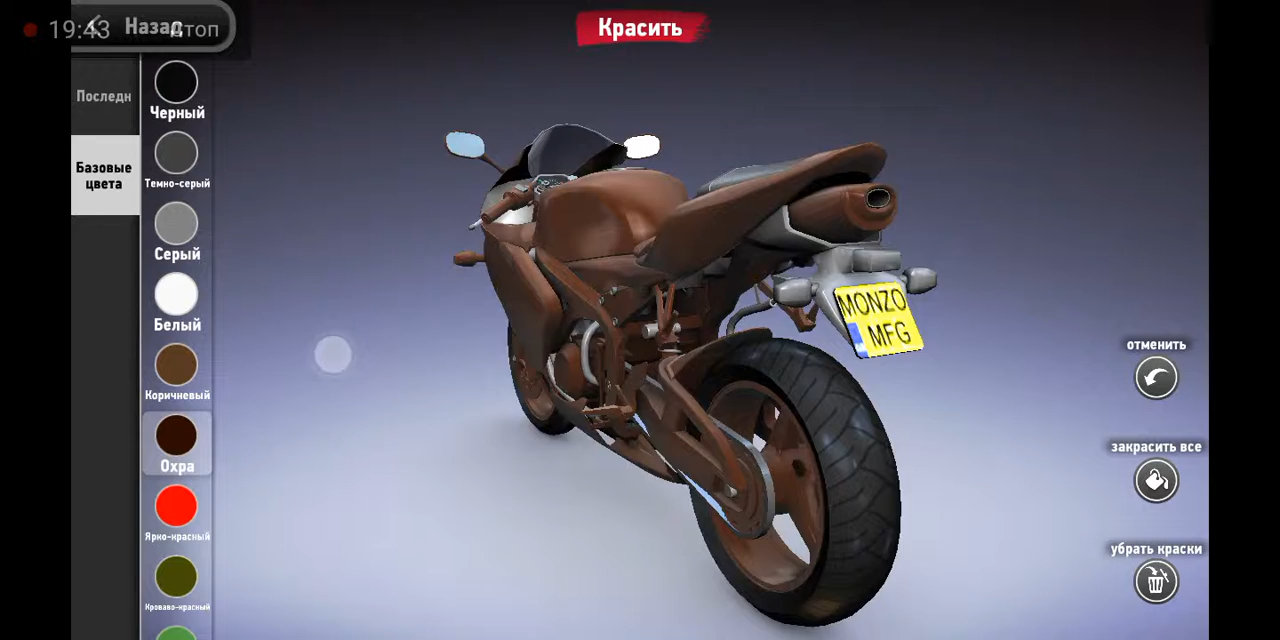 19:43
Назад
стоп
Красить
Последн
Базовые
цвета
Черный
Темно-серый
Серый
Белый
Коричневый
Охра
Ярко-красный
Кроваво-красный
MONZO
MFG
отменить
закрасить все
убрать краски